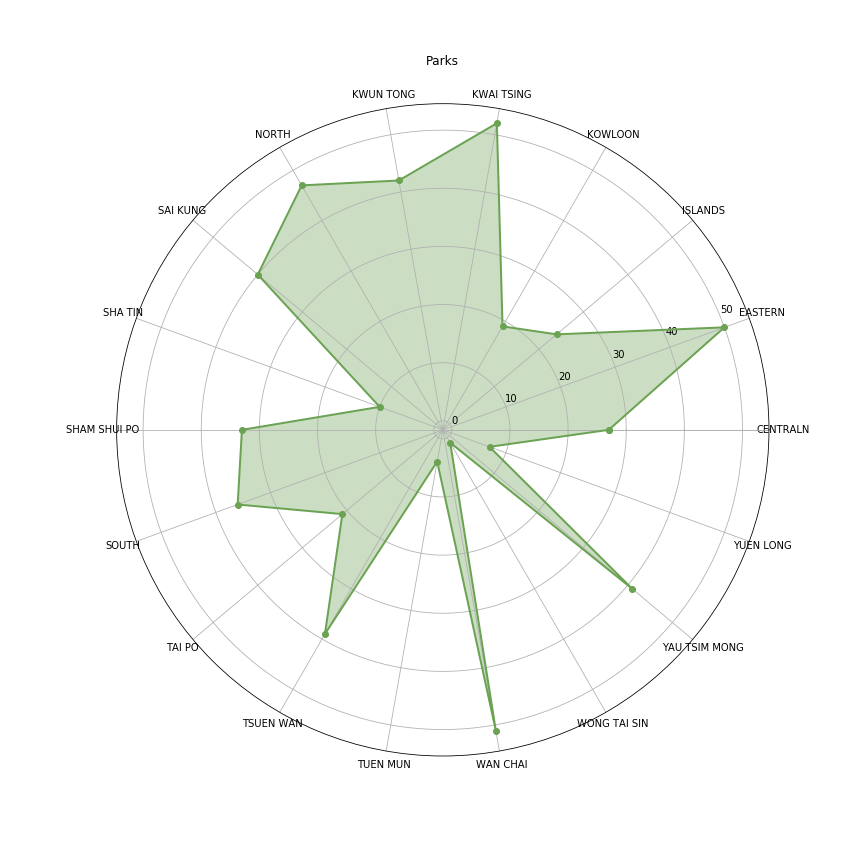 Parks
KWUN TONG
KWAI TSING
NORTH
KOWLOON
SAI KUNG
ISLANDS
SHA TIN
50
EASTERN
40
30
20
10
0
SHAM SHUI PO
CENTRALN
SOUTH
YUEN LONG
TAI PO
YAU TSIM MONG
TSUEN WAN
WONG TAI SIN
TUEN MUN
WAN CHAI